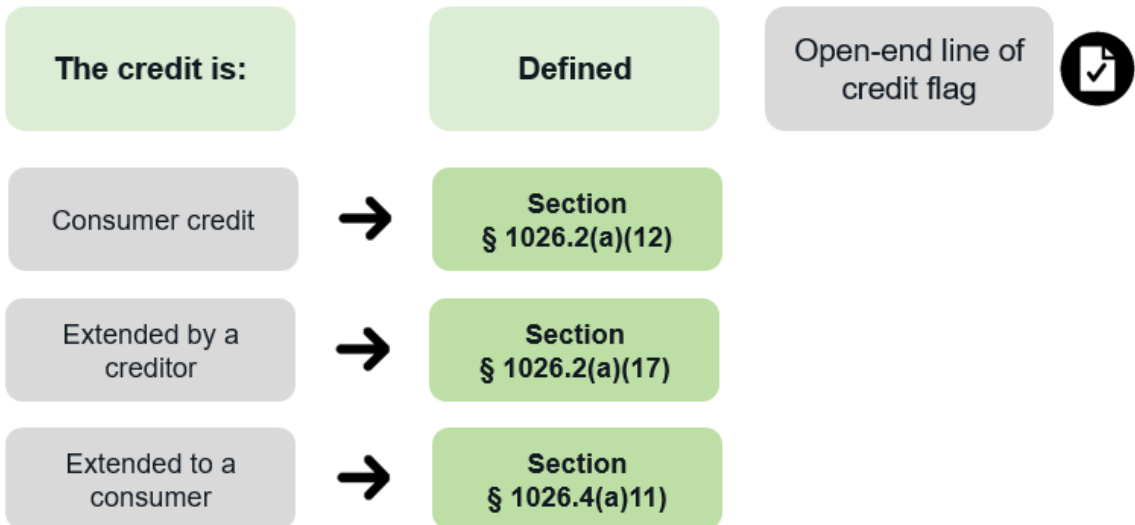 The credit is:
Defined
Open-end line of
credit flag
Consumer credit
Section
§ 1026.2(a)(12)
Extended by a
creditor
Section
§ 1026.2(a)(17)
Extended to a
consumer
Section
§ 1026.4(a)11)